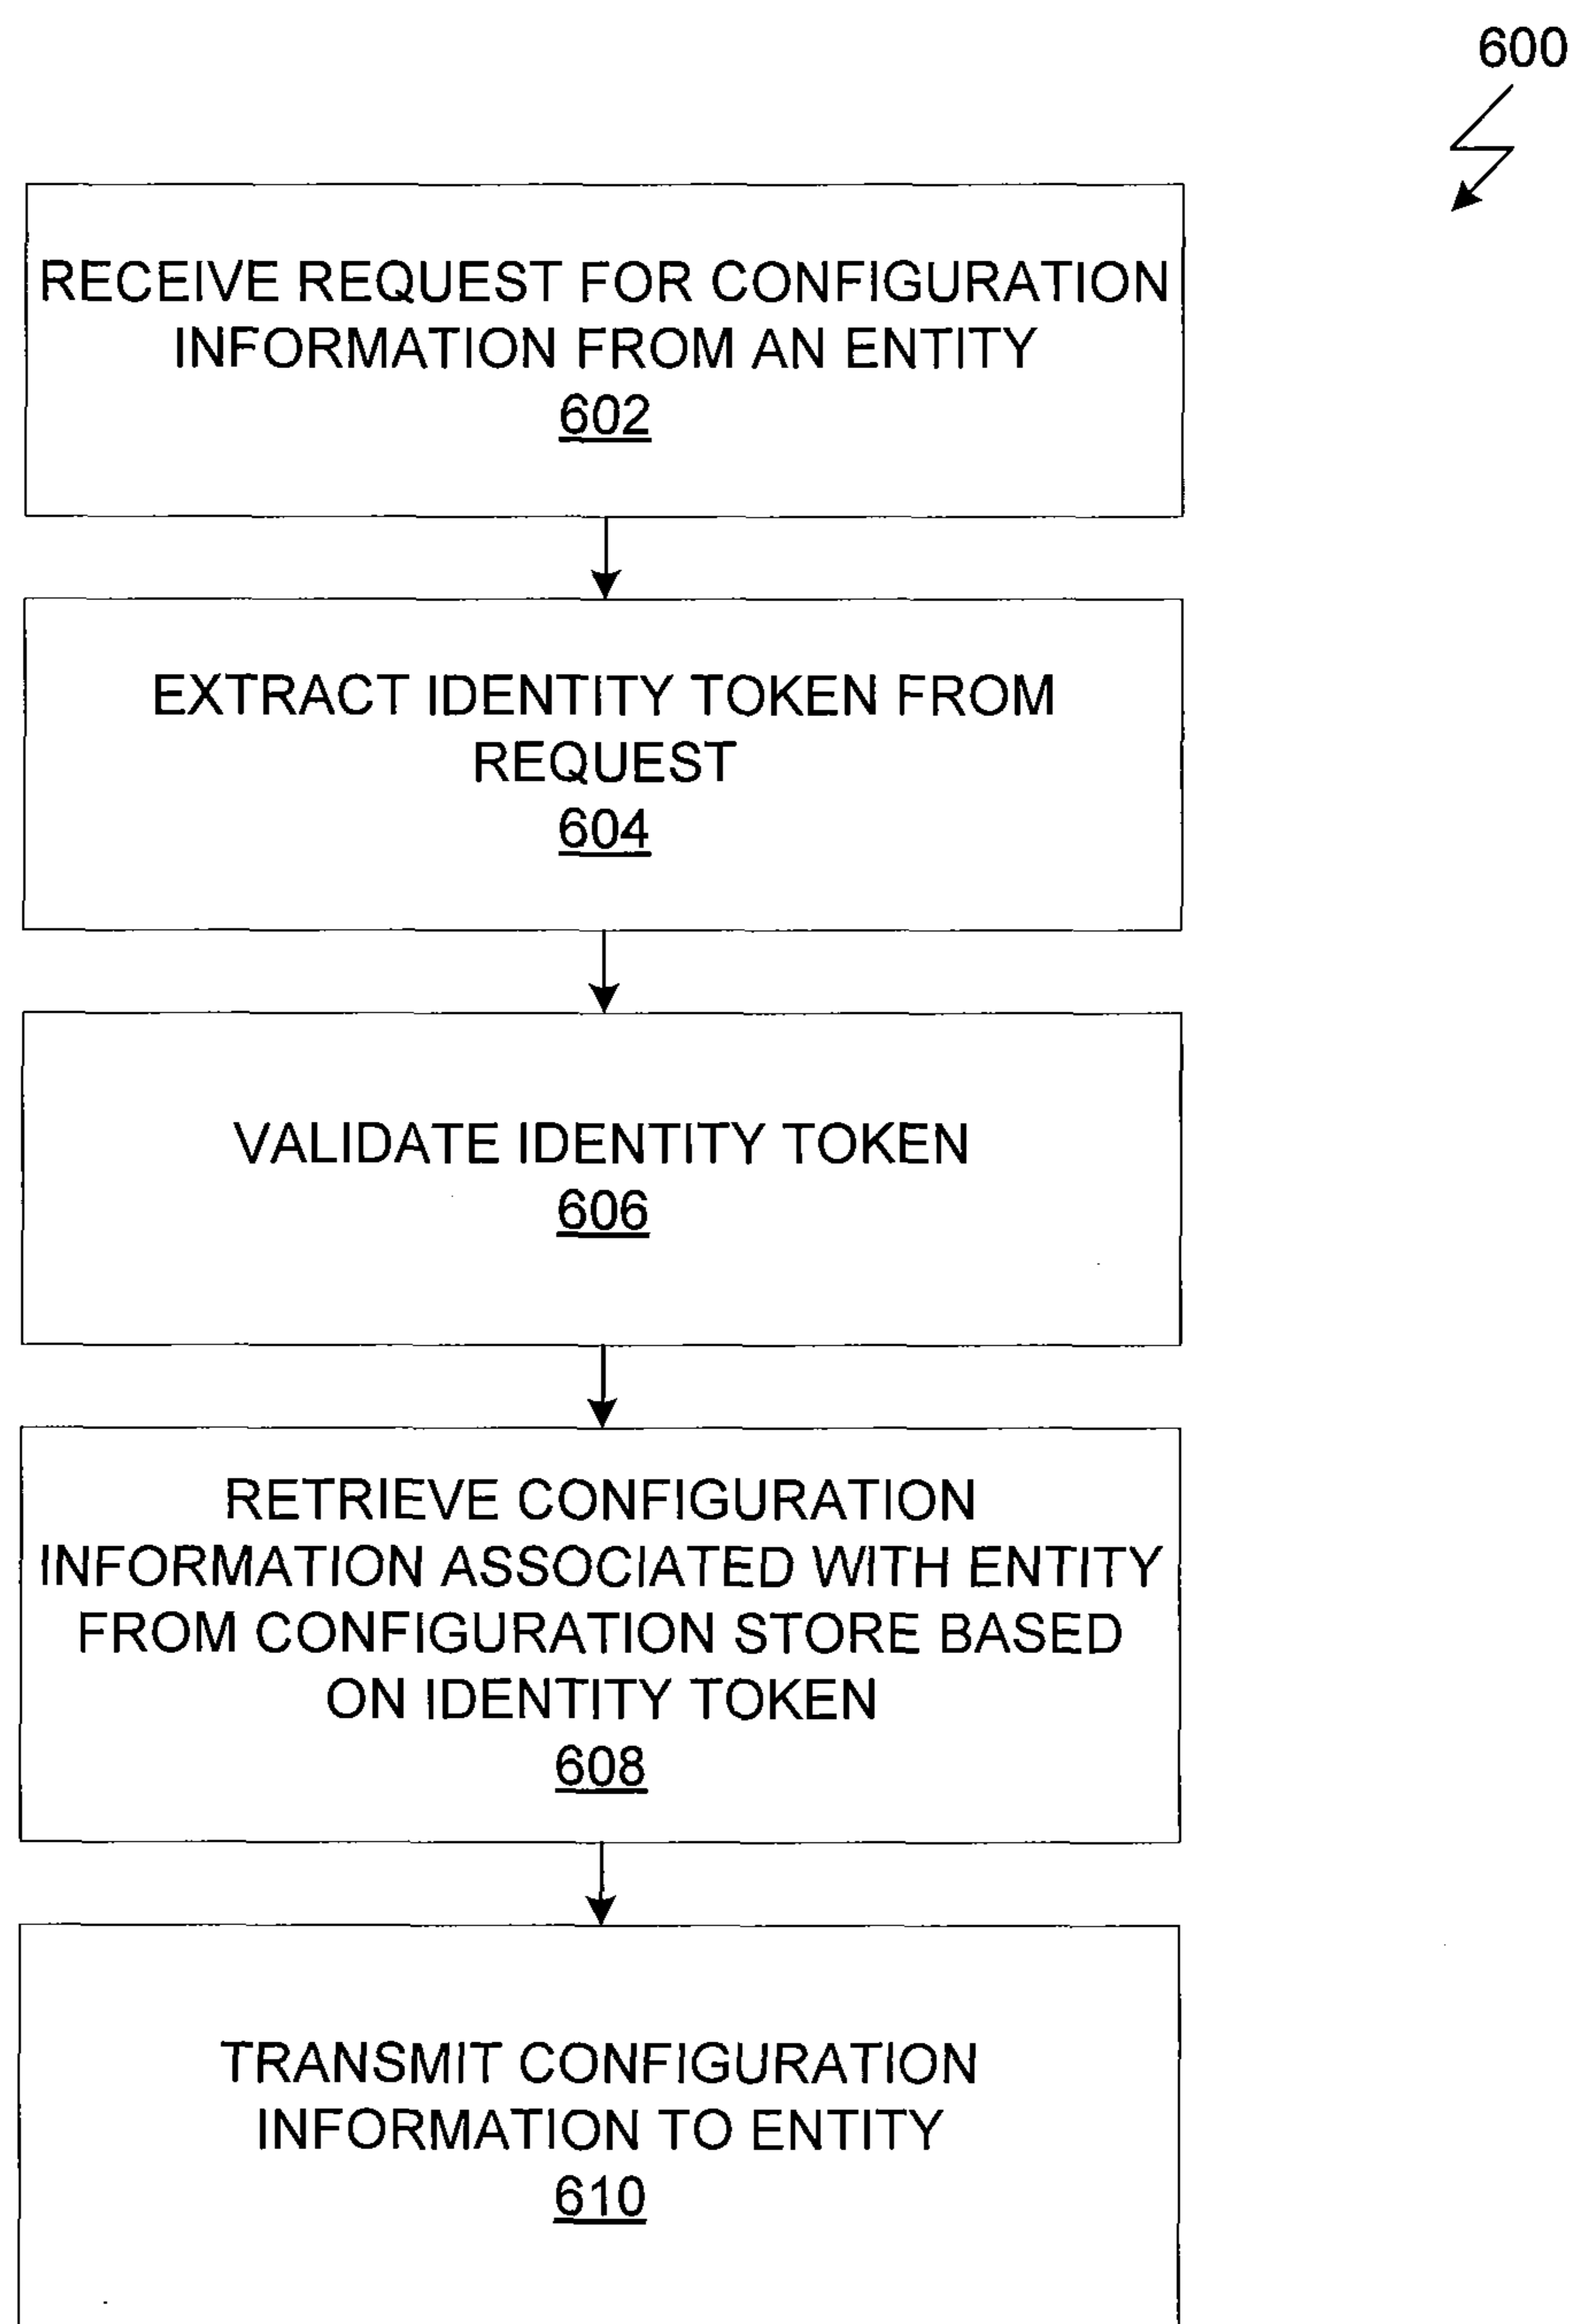 600
RECEIVE REQUEST FOR CONFIGURATION
INFORMATION FROM AN ENTITY
602
EXTRACT IDENTITY TOKEN FROM
REQUEST
604
VALIDATE IDENTITY TOKEN
606
RETRIEVE CONFIGURATION
INFORMATION ASSOCIATED WITH ENTITY
FROM CONFIGURATION STORE BASED
ON IDENTITY TOKEN
608
TRANSMIT CONFIGURATION
INFORMATION TO ENTITY
610